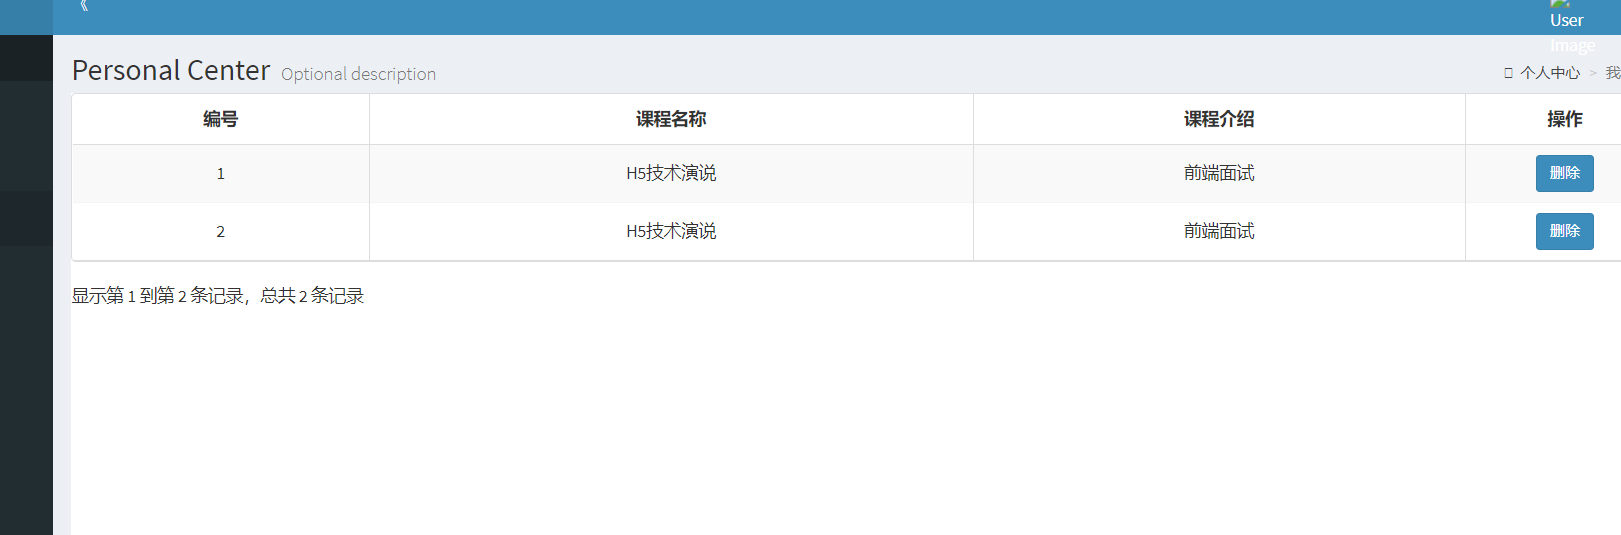 《
User
Image
Personal Center Optional description
个人中心 > 我
编号 课程名称 课程介绍 操作
1 H5技术演说 前端面试 删除
2 H5技术演说 前端面试 删除
显示第 1 到第 2 条记录，总共 2 条记录